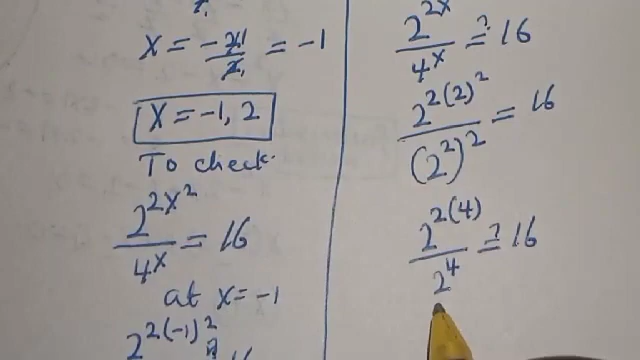 x = -2/2 = -1
x = -1, 2
To check.
2^{2x^2}/4^x = 16
at x = -1
2^{2(-1)^2}
2^{2x}/4^x ?= 16
2^{2(2)^2}/(2^2)^2 = 16
2^{2(4)}/2^4 ?= 16